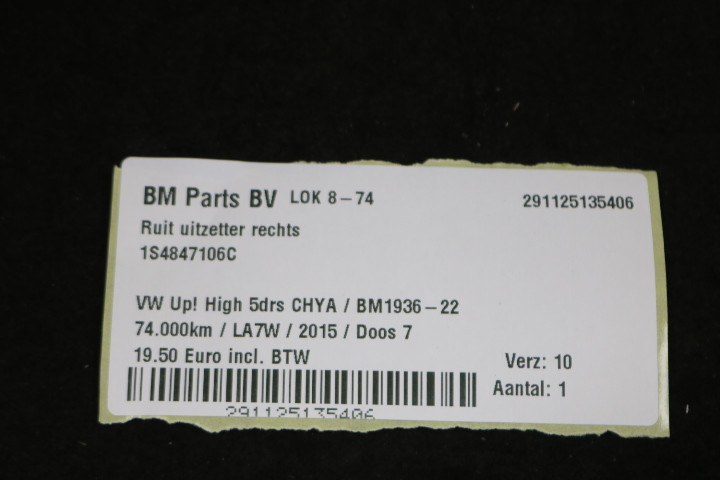 BM Parts BV LOK 8-74 291125135406
Ruit uitzetter rechts
1S4847106C
VW Up! High 5drs CHYA / BM1936-22
74.000km / LA7W / 2015 / Doos 7
19.50 Euro incl. BTW Verz: 10
Aantal: 1
291125135406